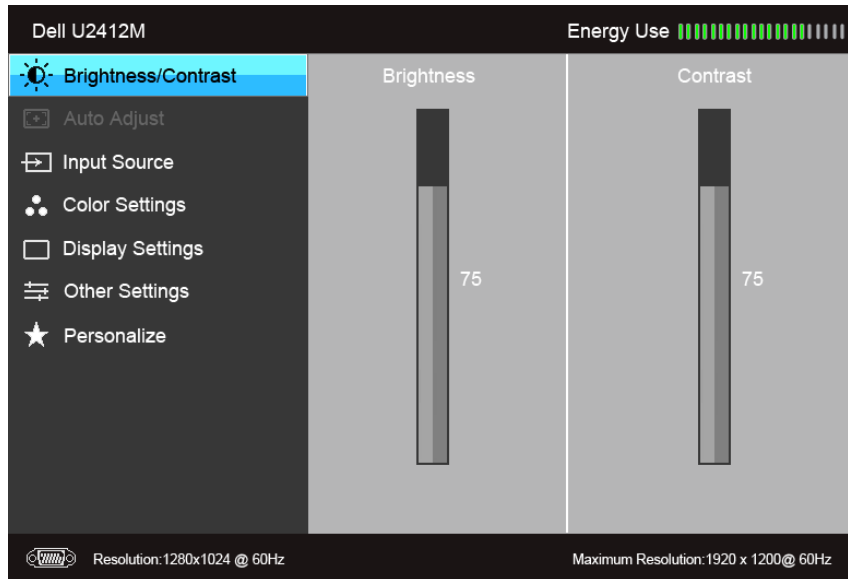 Dell U2412M
Energy Use
Brightness/Contrast
Auto Adjust
Input Source
Color Settings
Display Settings
Other Settings
Personalize
Brightness
75
Contrast
75
Resolution:1280x1024 @ 60Hz
Maximum Resolution:1920 x 1200@ 60Hz